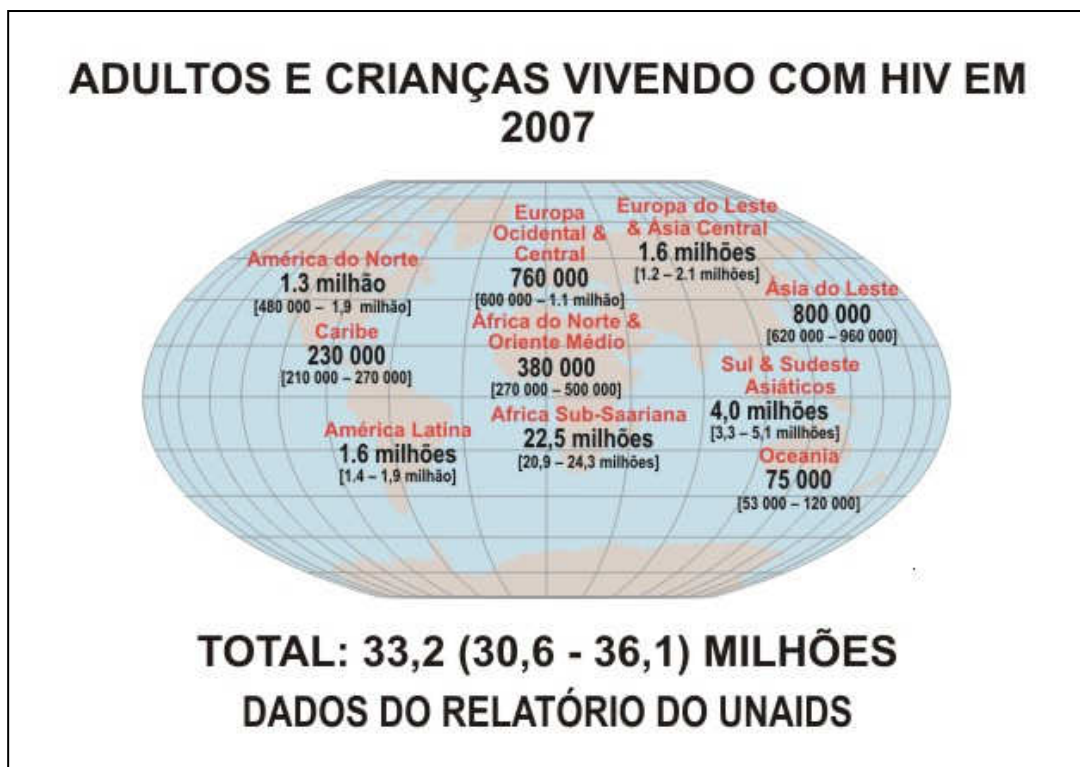 ADULTOS E CRIANÇAS VIVENDO COM HIV EM
2007
América do Norte
1.3 milhão
[480 000 – 1,9 milhão]
Caribe
230 000
[210 000 – 270 000]
América Latina
1.6 milhões
[1.4 – 1,9 milhão]
Europa
Ocidental &
Central
760 000
[600 000 – 1.1 milhão]
África do Norte &
Oriente Médio
380 000
[270 000 – 500 000]
Africa Sub-Saariana
22,5 milhões
[20,9 – 24,3 milhões]
Europa do Leste
& Ásia Central
1.6 milhões
[1.2 – 2.1 milhões]
Ásia do Leste
800 000
[620 000 – 960 000]
Sul & Sudeste
Asiáticos
4,0 milhões
[3,3 – 5,1 millhões]
Oceania
75 000
[53 000 – 120 000]
TOTAL: 33,2 (30,6 - 36,1) MILHÕES
DADOS DO RELATÓRIO DO UNAIDS